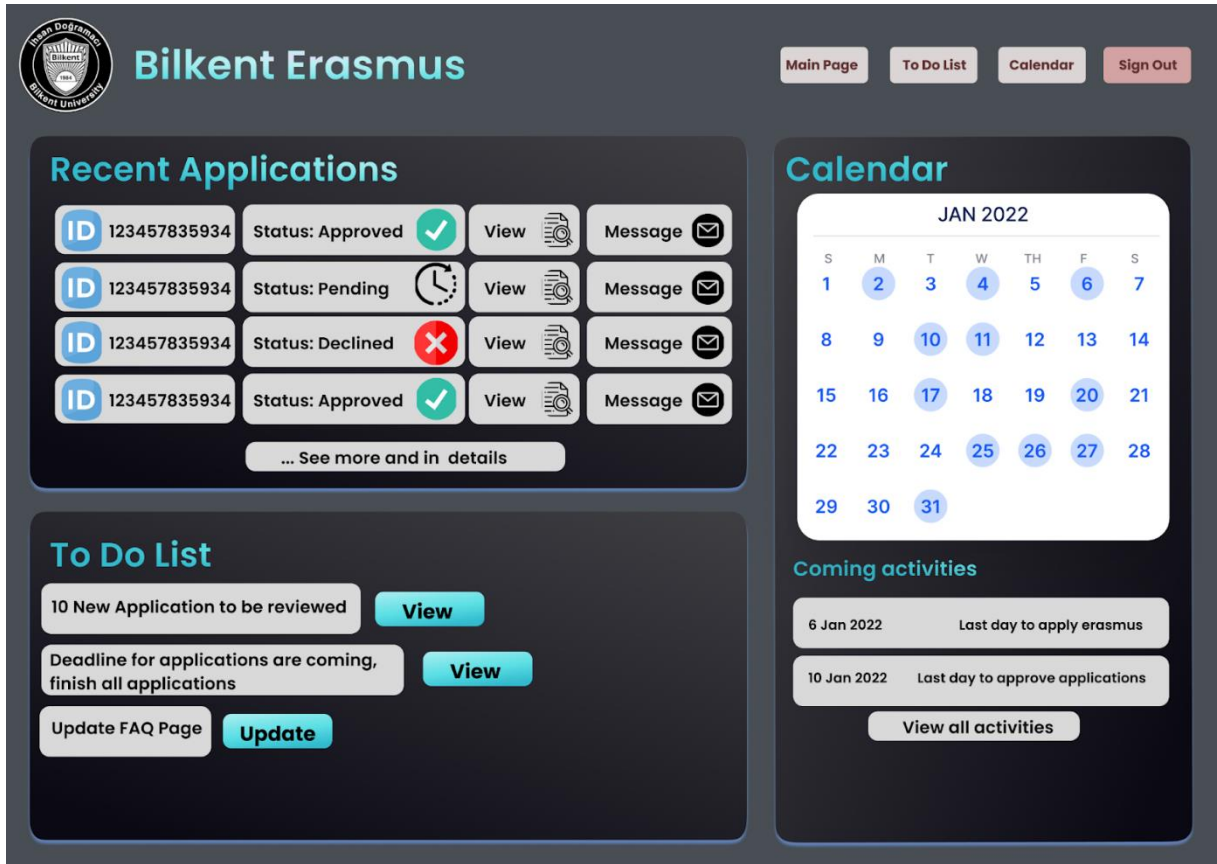 İhsan Doğramacı
Bilkent
1984
Bilkent University
Bilkent Erasmus
Main Page
To Do List
Calendar
Sign Out
Recent Applications
ID 123457835934 Status: Approved View Message
ID 123457835934 Status: Pending View Message
ID 123457835934 Status: Declined View Message
ID 123457835934 Status: Approved View Message
... See more and in details
To Do List
10 New Application to be reviewed View
Deadline for applications are coming,
finish all applications
View
Update FAQ Page Update
Calendar
JAN 2022
S M T W TH F S
1 2 3 4 5 6 7
8 9 10 11 12 13 14
15 16 17 18 19 20 21
22 23 24 25 26 27 28
29 30 31
Coming activities
6 Jan 2022 Last day to apply erasmus
10 Jan 2022 Last day to approve applications
View all activities